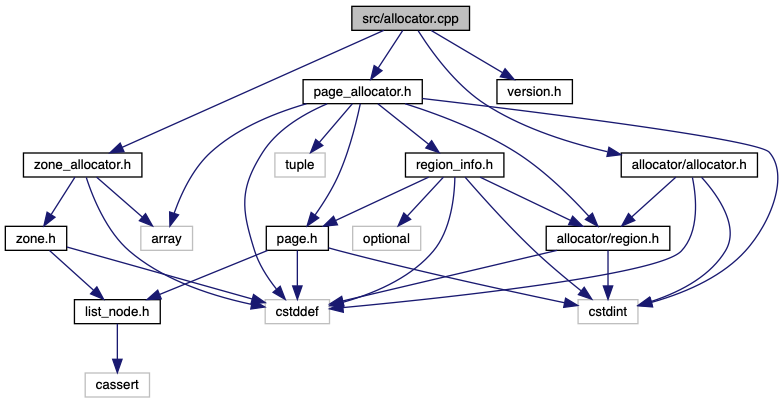 src/allocator.cpp
page_allocator.h
version.h
zone_allocator.h
tuple
region_info.h
allocator/allocator.h
zone.h
array
page.h
optional
allocator/region.h
list_node.h
cstddef
cstdint
cassert